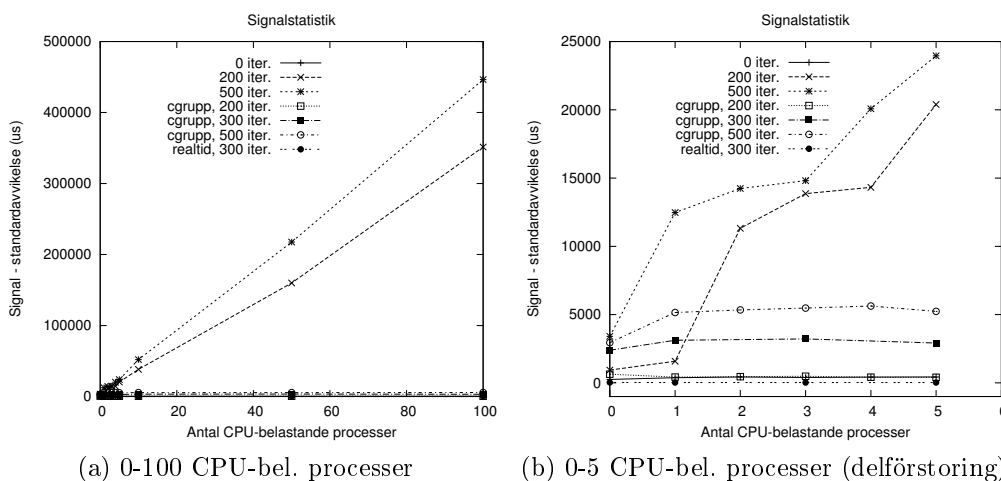 Signalstatistik
500000
400000
300000
200000
100000
0
0 20 40 60 80 100
Signal - standardavvikelse (us)
Antal CPU-belastande processer
0 iter.
200 iter.
500 iter.
cgrupp, 200 iter.
cgrupp, 300 iter.
cgrupp, 500 iter.
realtid, 300 iter.
(a) 0-100 CPU-bel. processer
Signalstatistik
25000
20000
15000
10000
5000
0
0 1 2 3 4 5 6
Signal - standardavvikelse (us)
Antal CPU-belastande processer
0 iter.
200 iter.
500 iter.
cgrupp, 200 iter.
cgrupp, 300 iter.
cgrupp, 500 iter.
realtid, 300 iter.
(b) 0-5 CPU-bel. processer (delförstoring)